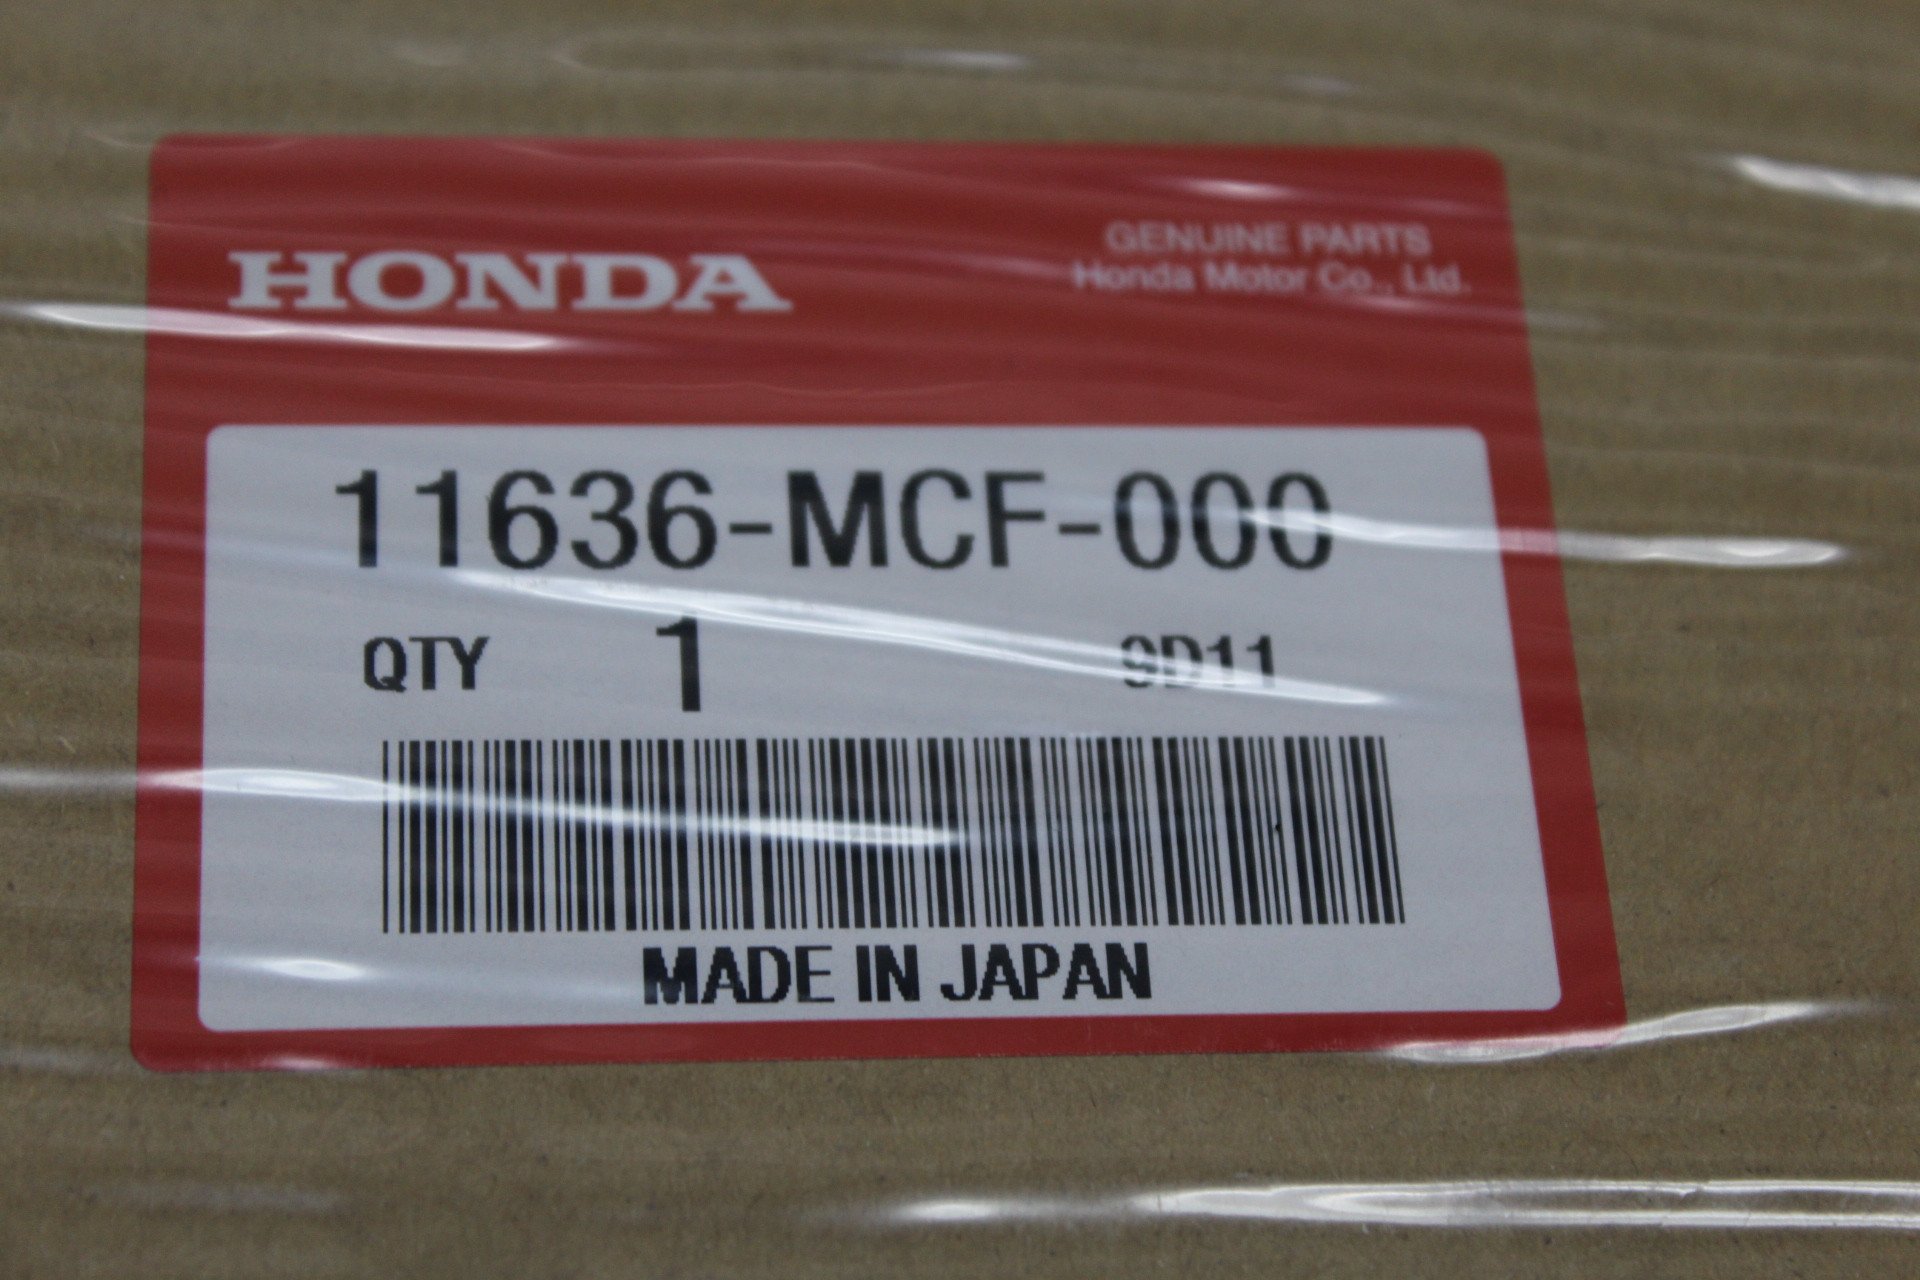 HONDA
GENUINE PARTS
Honda Motor Co., Ltd.
11636-MCF-000
QTY 1 9D11
MADE IN JAPAN